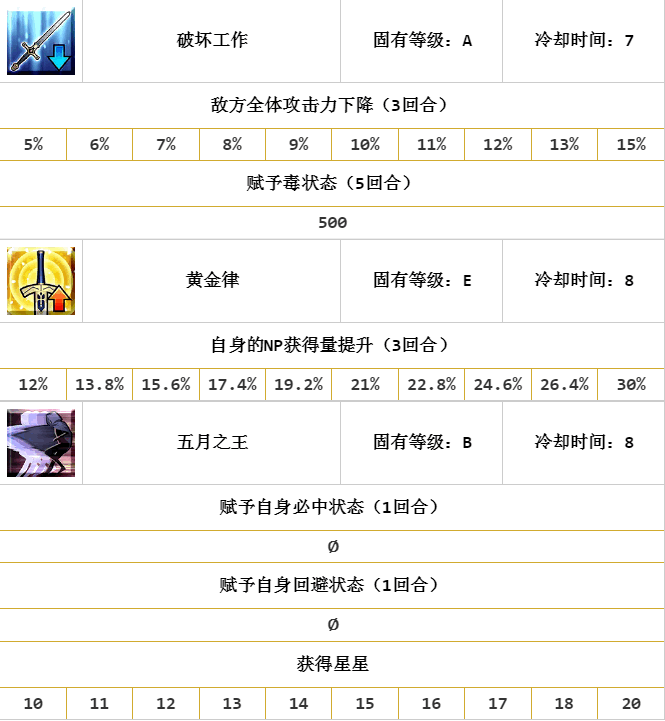 破坏工作 固有等级：A 冷却时间：7
敌方全体攻击力下降（3回合）
5% 6% 7% 8% 9% 10% 11% 12% 13% 15%
赋予毒状态（5回合）
500
黄金律 固有等级：E 冷却时间：8
自身的NP获得量提升（3回合）
12% 13.8% 15.6% 17.4% 19.2% 21% 22.8% 24.6% 26.4% 30%
五月之王 固有等级：B 冷却时间：8
赋予自身必中状态（1回合）
Ø
赋予自身回避状态（1回合）
Ø
获得星星
10 11 12 13 14 15 16 17 18 20